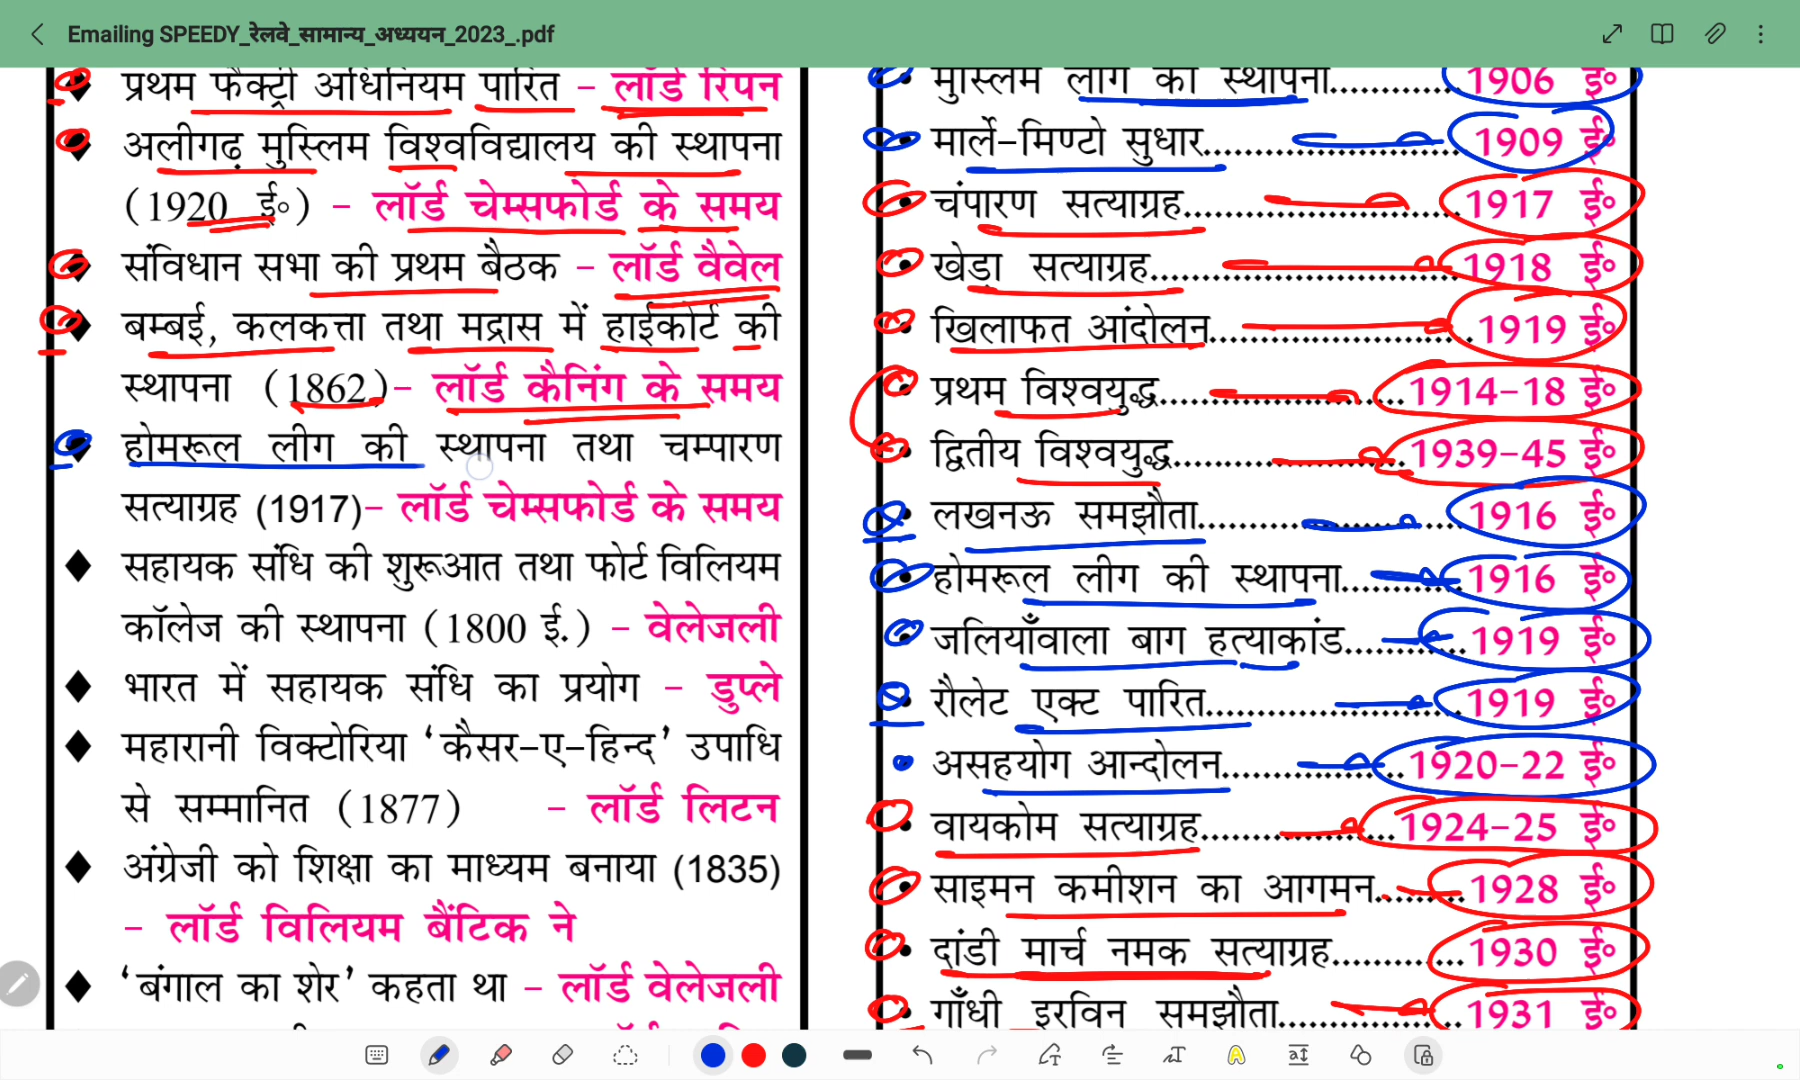 Emailing SPEEDY_रेलवे_सामान्य_अध्ययन_2023_.pdf
प्रथम फैक्ट्री अधिनियम पारित – लॉर्ड रिपन
अलीगढ़ मुस्लिम विश्वविद्यालय की स्थापना
(1920 ई०) – लॉर्ड चेम्सफोर्ड के समय
संविधान सभा की प्रथम बैठक – लॉर्ड वैवेल
बम्बई, कलकत्ता तथा मद्रास में हाईकोर्ट की
स्थापना (1862)– लॉर्ड कैनिंग के समय
होमरूल लीग की स्थापना तथा चम्पारण
सत्याग्रह (1917)– लॉर्ड चेम्सफोर्ड के समय
सहायक संधि की शुरूआत तथा फोर्ट विलियम
कॉलेज की स्थापना (1800 ई.) – वेलेजली
भारत में सहायक संधि का प्रयोग – डुप्ले
महारानी विक्टोरिया ‘कैसर-ए-हिन्द’ उपाधि
से सम्मानित (1877) – लॉर्ड लिटन
अंग्रेजी को शिक्षा का माध्यम बनाया (1835)
– लॉर्ड विलियम बैंटिक ने
‘बंगाल का शेर’ कहता था – लॉर्ड वेलेजली
मुस्लिम लीग की स्थापना............1906 ई०
मार्ले-मिण्टो सुधार........................1909 ई०
चंपारण सत्याग्रह..........................1917 ई०
खेड़ा सत्याग्रह.............................1918 ई०
खिलाफत आंदोलन........................1919 ई०
प्रथम विश्वयुद्ध......................1914-18 ई०
द्वितीय विश्वयुद्ध.....................1939-45 ई०
लखनऊ समझौता........................1916 ई०
होमरूल लीग की स्थापना............1916 ई०
जलियाँवाला बाग हत्याकांड............1919 ई०
रौलेट एक्ट पारित........................1919 ई०
असहयोग आन्दोलन.................1920-22 ई०
वायकोम सत्याग्रह...................1924-25 ई०
साइमन कमीशन का आगमन.........1928 ई०
दांडी मार्च नमक सत्याग्रह............1930 ई०
गाँधी इरविन समझौता.................1931 ई०